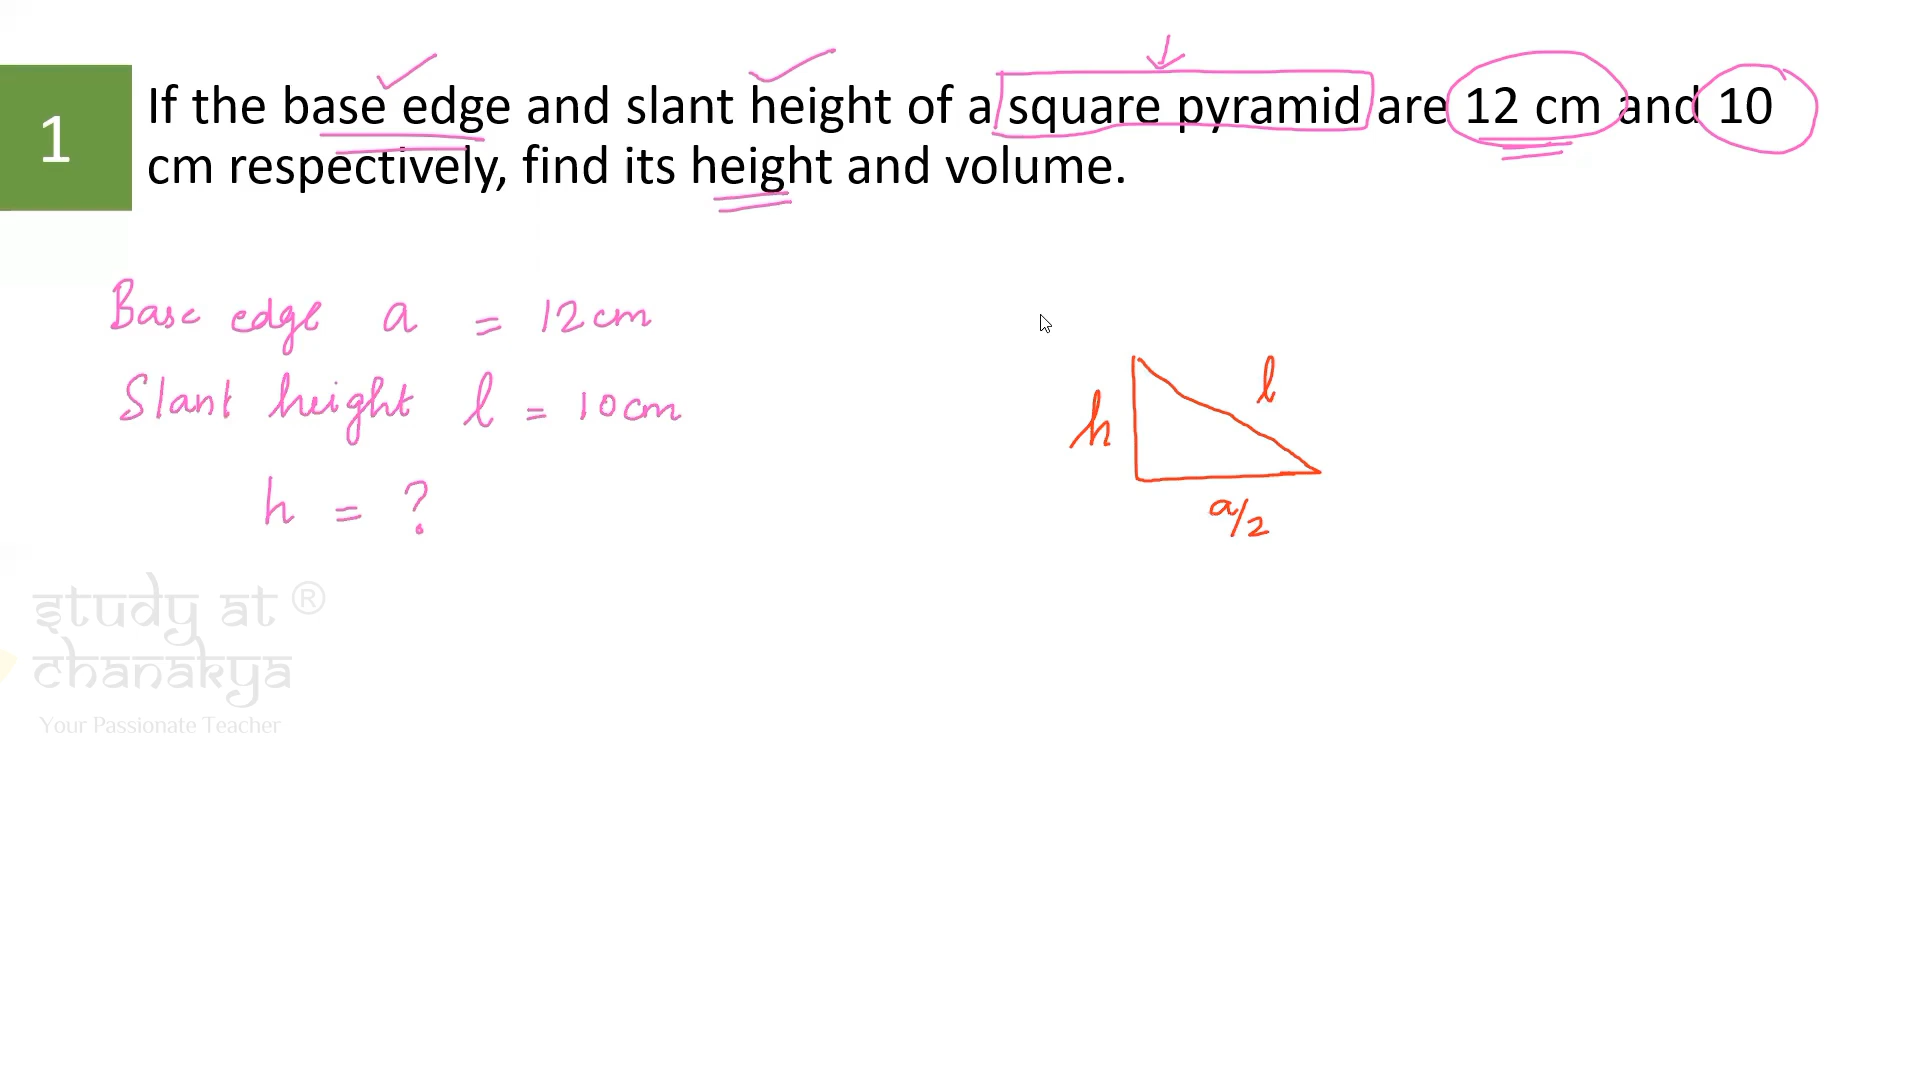 1
If the base edge and slant height of a square pyramid are 12 cm and 10
cm respectively, find its height and volume.
Base edge a = 12cm
Slant height l = 10cm
h = ?
h
l
a/2
study at ®
chanakya
Your Passionate Teacher